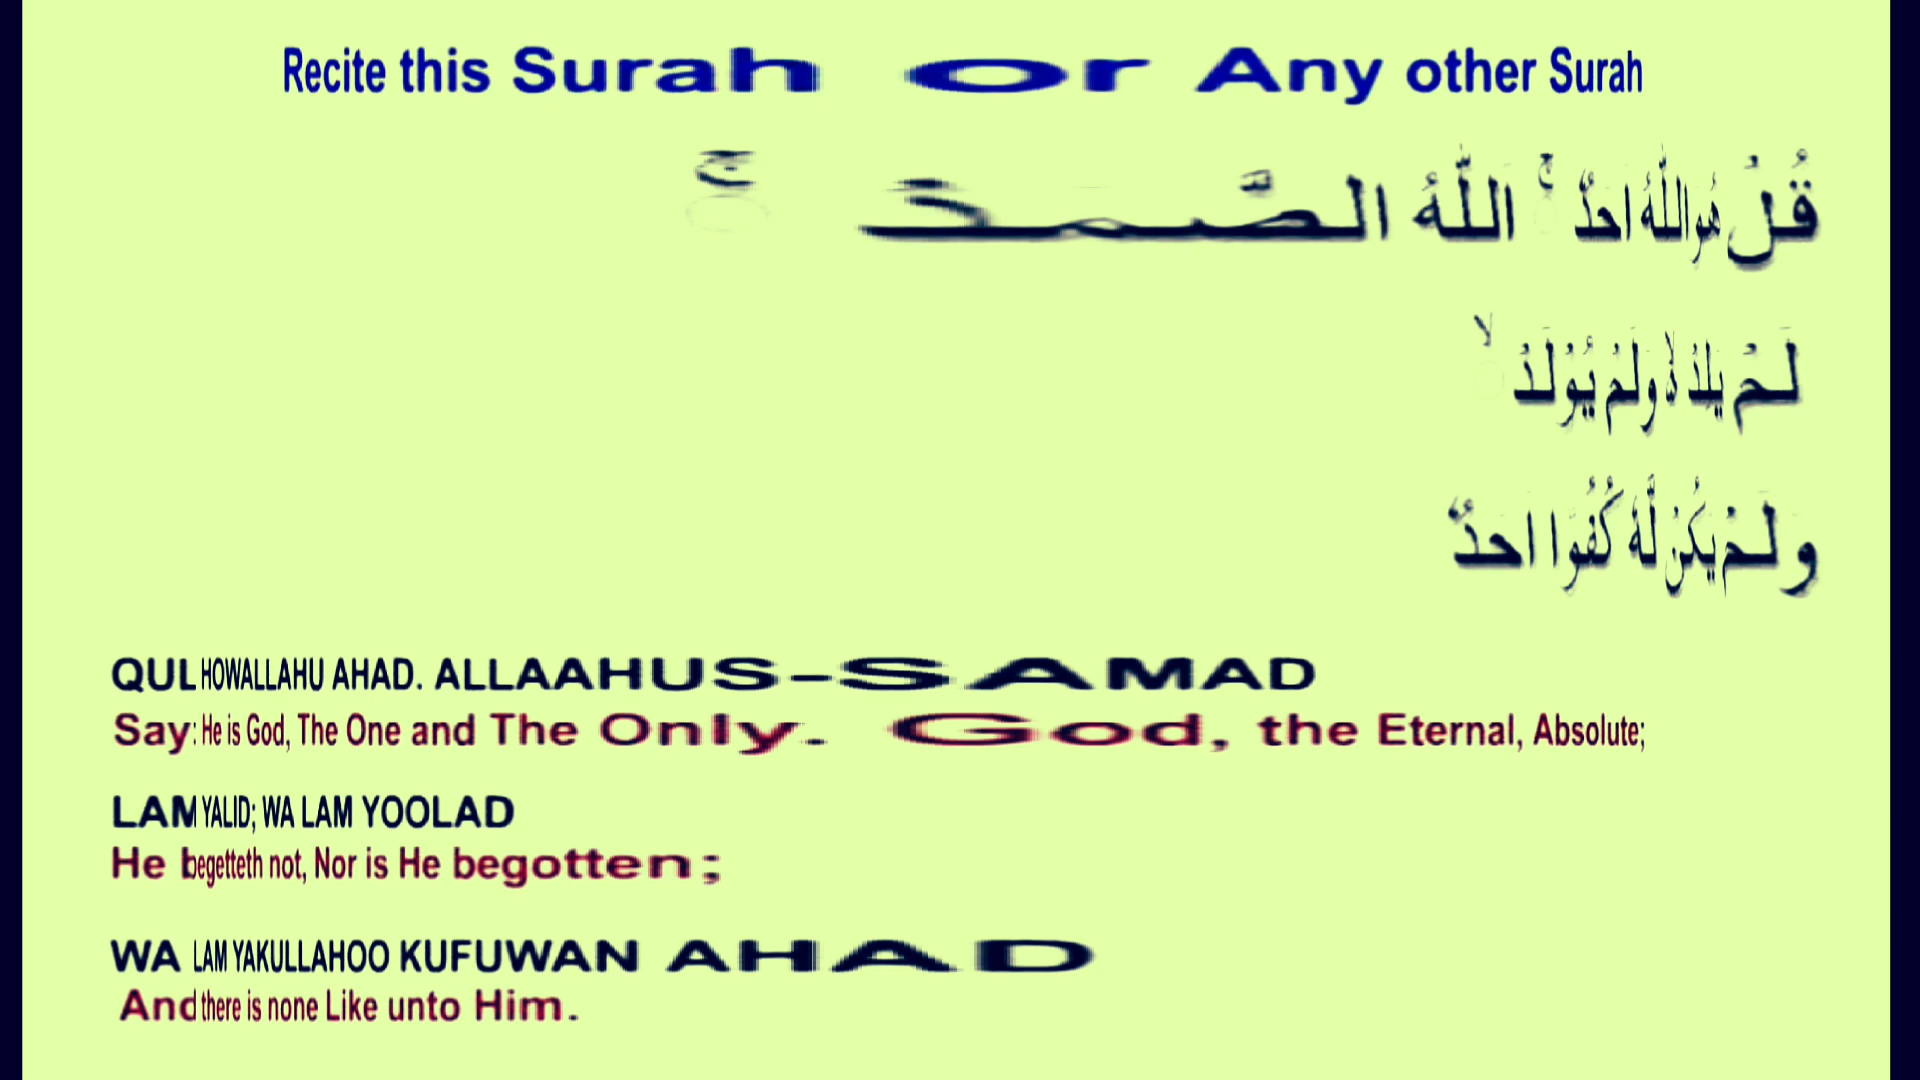 Recite this Surah or Any other Surah
قُلْ هُوَ اللّٰهُ اَحَدٌ ۚ اَللّٰهُ الصَّمَدُ ۚ
لَمْ يَلِدْ ۙ وَلَمْ يُوْلَدْ ۙ
وَلَمْ يَكُنْ لَّهٗ كُفُوًا اَحَدٌ
QUL HOWALLAHU AHAD. ALLAAHUS-SAMAD
Say: He is God, The One and The Only. God, the Eternal, Absolute;
LAM YALID; WA LAM YOOLAD
He begetteth not, Nor is He begotten;
WA LAM YAKULLAHOO KUFUWAN AHAD
And there is none Like unto Him.